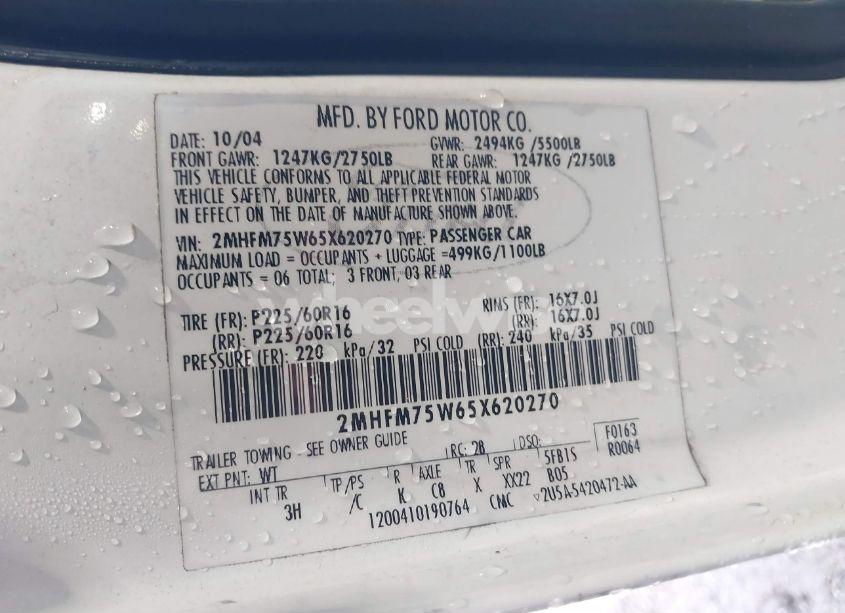 MFD. BY FORD MOTOR CO.
DATE: 10/04 GVWR: 2494KG /5500LB
FRONT GAWR: 1247KG/2750LB REAR GAWR: 1247KG /2750LB
THIS VEHICLE CONFORMS TO ALL APPLICABLE FEDERAL MOTOR
VEHICLE SAFETY, BUMPER, AND THEFT PREVENTION STANDARDS
IN EFFECT ON THE DATE OF MANUFACTURE SHOWN ABOVE.
VIN: 2MHFM75W65X620270 TYPE: PASSENGER CAR
MAXIMUM LOAD = OCCUPANTS + LUGGAGE =499KG/1100LB
OCCUPANTS = 06 TOTAL; 3 FRONT, 03 REAR
wheelwise
TIRE (FR): P225/60R16 RINS (FR): 16X7.0J
(RR): P225/60R16 (RR): 16X7.0J
PRESSURE (FR): 220 kPa/32 PSI COLD (RR): 240 kPa/35 PSI COLD
2MHFM75W65X620270
TRAILER TOWING - SEE OWNER GUIDE
EXT PNT: WT RC: 28 DSO: F0163
R0064
INT TR TP/PS R AXLE TR SPR 5FB1S
3H /C K C8 X XX22 B05
1200410190764 CMC 2U5A-5420472-AA